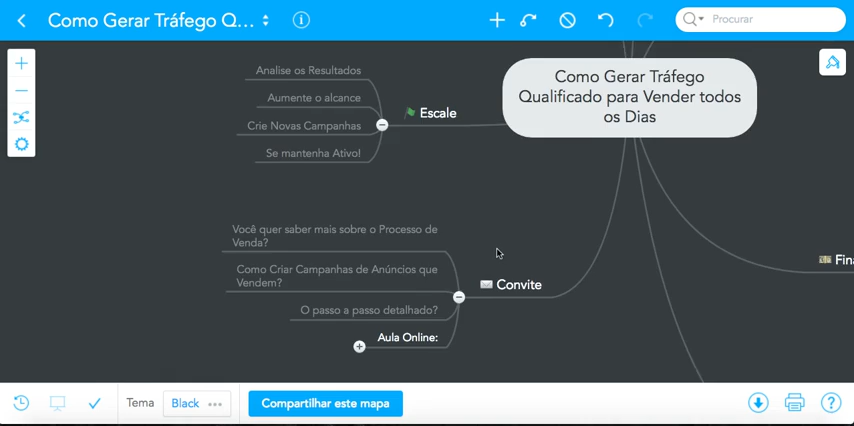 Como Gerar Tráfego Q...
Procurar
Analise os Resultados
Aumente o alcance
Crie Novas Campanhas
Se mantenha Ativo!
Escale
Como Gerar Tráfego
Qualificado para Vender todos
os Dias
Você quer saber mais sobre o Processo de
Venda?
Como Criar Campanhas de Anúncios que
Vendem?
O passo a passo detalhado?
Aula Online:
Convite
Fina
Tema
Black
Compartilhar este mapa